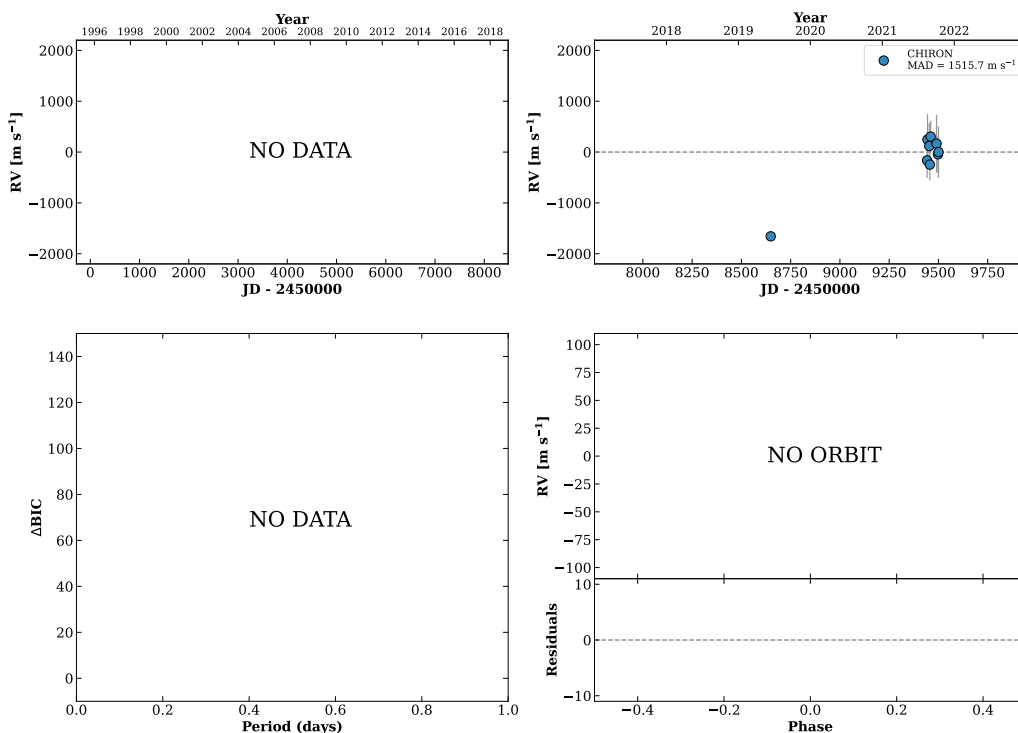 Year
1996 1998 2000 2002 2004 2006 2008 2010 2012 2014 2016 2018
2000
1000
0
−1000
−2000
RV [m s⁻¹]
NO DATA
0 1000 2000 3000 4000 5000 6000 7000 8000
JD - 2450000
Year
2018 2019 2020 2021 2022
2000
1000
0
−1000
−2000
RV [m s⁻¹]
CHIRON
MAD = 1515.7 m s⁻¹
8000 8250 8500 8750 9000 9250 9500 9750
JD - 2450000
140
120
100
80
60
40
20
0
ΔBIC
NO DATA
0.0 0.2 0.4 0.6 0.8 1.0
Period (days)
100
75
50
25
0
−25
−50
−75
−100
RV [m s⁻¹]
NO ORBIT
10
0
−10
Residuals
−0.4 −0.2 0.0 0.2 0.4
Phase